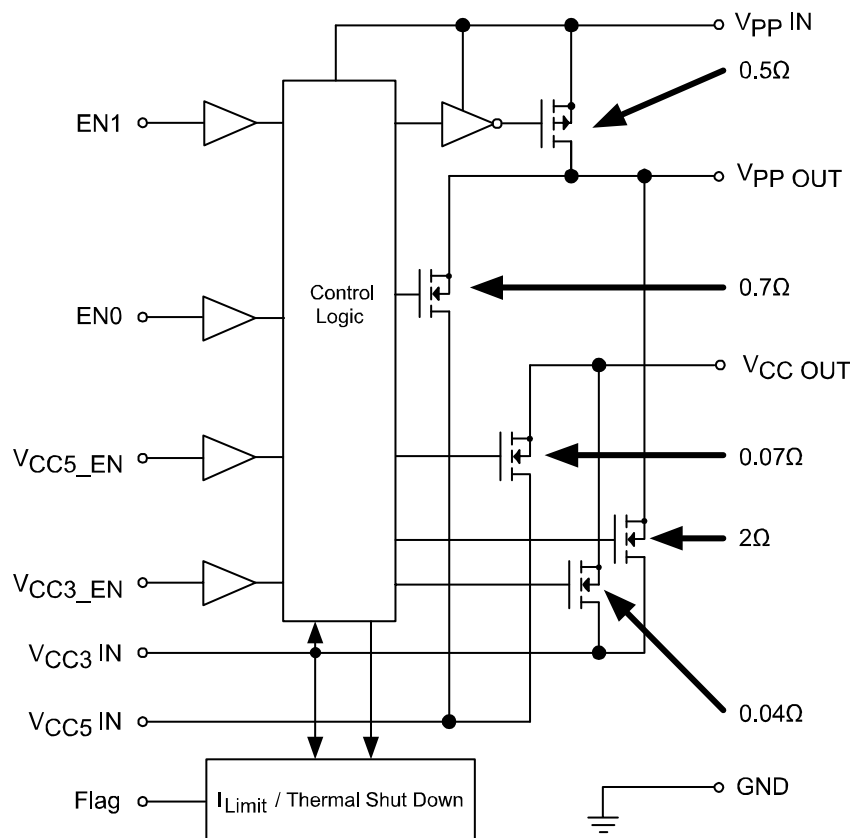 VPP IN
0.5Ω
EN1
VPP OUT
Control
Logic
0.7Ω
EN0
VCC OUT
VCC5_EN
0.07Ω
2Ω
VCC3_EN
VCC3 IN
0.04Ω
VCC5 IN
GND
Flag
ILimit / Thermal Shut Down